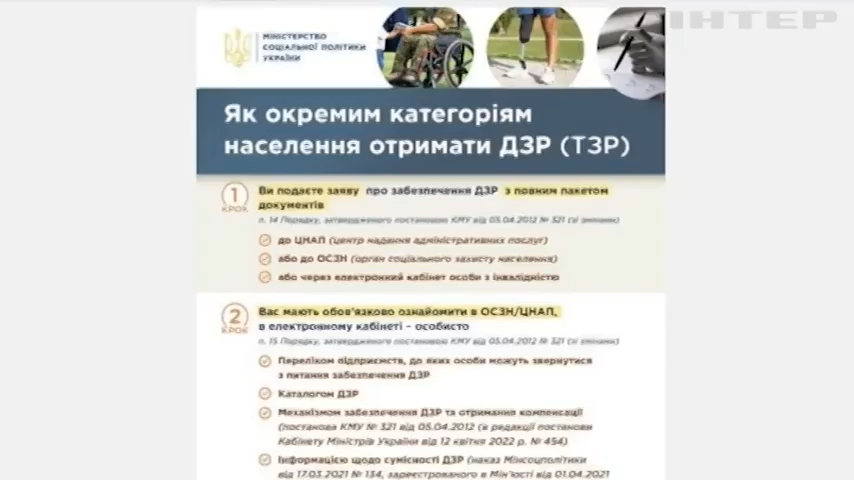 ІНТЕР
МІНІСТЕРСТВО
СОЦІАЛЬНОЇ ПОЛІТИКИ
УКРАЇНИ
Як окремим категоріям
населення отримати ДЗР (ТЗР)
1
КРОК
Ви подаєте заяву про забезпечення ДЗР з повним пакетом
документів
п. 14 Порядку, затвердженого постановою КМУ від 05.04.2012 № 321 (зі змінами)
до ЦНАП (центр надання адміністративних послуг)
або до ОСЗН (орган соціального захисту населення)
або через електронний кабінет особи з інвалідністю
2
КРОК
Вас мають обов'язково ознайомити в ОСЗН/ЦНАП,
в електронному кабінеті - особисто
п. 15 Порядку, затвердженого постановою КМУ від 05.04.2012 № 321 (зі змінами)
Переліком підприємств, до яких особи можуть звернутися
з питання забезпечення ДЗР
Каталогом ДЗР
Механізмом забезпечення ДЗР та отримання компенсації
(постанова КМУ № 321 від 05.04.2012 (в редакції постанови
Кабінету Міністрів України від 12 квітня 2022 р. № 454)
Інформацією щодо сумісності ДЗР (наказ Мінсоцполітики
від 17.03.2021 № 134, зареєстрованого в Мін'юсті від 01.04.2021